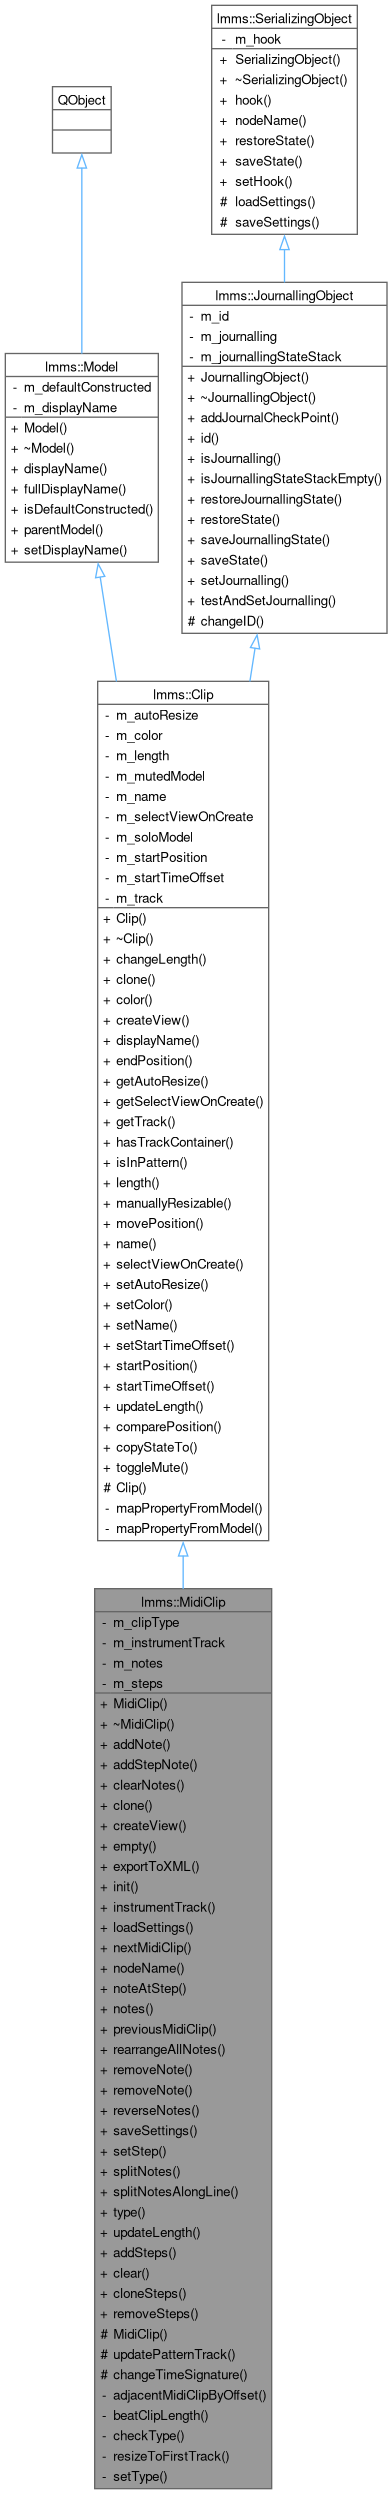 lmms::SerializingObject
- m_hook
+ SerializingObject()
+ ~SerializingObject()
+ hook()
+ nodeName()
+ restoreState()
+ saveState()
+ setHook()
# loadSettings()
# saveSettings()
QObject
lmms::JournallingObject
- m_id
- m_journalling
- m_journallingStateStack
+ JournallingObject()
+ ~JournallingObject()
+ addJournalCheckPoint()
+ id()
+ isJournalling()
+ isJournallingStateStackEmpty()
+ restoreJournallingState()
+ restoreState()
+ saveJournallingState()
+ saveState()
+ setJournalling()
+ testAndSetJournalling()
# changeID()
lmms::Model
- m_defaultConstructed
- m_displayName
+ Model()
+ ~Model()
+ displayName()
+ fullDisplayName()
+ isDefaultConstructed()
+ parentModel()
+ setDisplayName()
lmms::Clip
- m_autoResize
- m_color
- m_length
- m_mutedModel
- m_name
- m_selectViewOnCreate
- m_soloModel
- m_startPosition
- m_startTimeOffset
- m_track
+ Clip()
+ ~Clip()
+ changeLength()
+ clone()
+ color()
+ createView()
+ displayName()
+ endPosition()
+ getAutoResize()
+ getSelectViewOnCreate()
+ getTrack()
+ hasTrackContainer()
+ isInPattern()
+ length()
+ manuallyResizable()
+ movePosition()
+ name()
+ selectViewOnCreate()
+ setAutoResize()
+ setColor()
+ setName()
+ setStartTimeOffset()
+ startPosition()
+ startTimeOffset()
+ updateLength()
+ comparePosition()
+ copyStateTo()
+ toggleMute()
# Clip()
- mapPropertyFromModel()
- mapPropertyFromModel()
lmms::MidiClip
- m_clipType
- m_instrumentTrack
- m_notes
- m_steps
+ MidiClip()
+ ~MidiClip()
+ addNote()
+ addStepNote()
+ clearNotes()
+ clone()
+ createView()
+ empty()
+ exportToXML()
+ init()
+ instrumentTrack()
+ loadSettings()
+ nextMidiClip()
+ nodeName()
+ noteAtStep()
+ notes()
+ previousMidiClip()
+ rearrangeAllNotes()
+ removeNote()
+ removeNote()
+ reverseNotes()
+ saveSettings()
+ setStep()
+ splitNotes()
+ splitNotesAlongLine()
+ type()
+ updateLength()
+ addSteps()
+ clear()
+ cloneSteps()
+ removeSteps()
# MidiClip()
# updatePatternTrack()
# changeTimeSignature()
- adjacentMidiClipByOffset()
- beatClipLength()
- checkType()
- resizeToFirstTrack()
- setType()